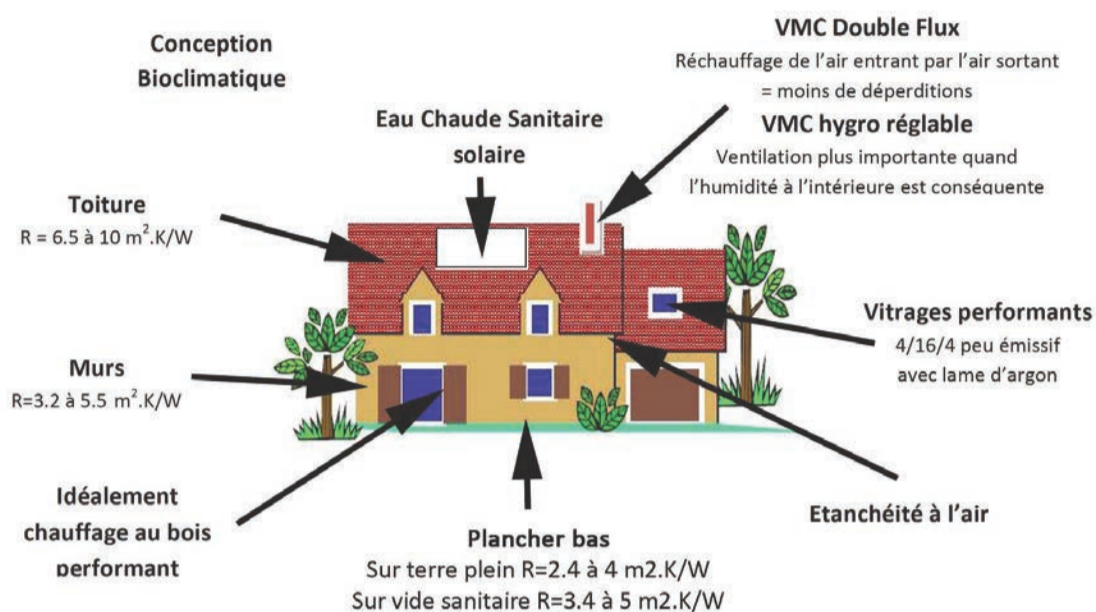 Conception
Bioclimatique
VMC Double Flux
Réchauffage de l'air entrant par l'air sortant
= moins de déperditions
VMC hygro réglable
Ventilation plus importante quand
l'humidité à l'intérieure est conséquente
Eau Chaude Sanitaire
solaire
Toiture
R = 6.5 à 10 m².K/W
Vitrages performants
4/16/4 peu émissif
avec lame d'argon
Murs
R=3.2 à 5.5 m².K/W
Idéalement
chauffage au bois
performant
Plancher bas
Sur terre plein R=2.4 à 4 m2.K/W
Sur vide sanitaire R=3.4 à 5 m2.K/W
Etanchéité à l'air